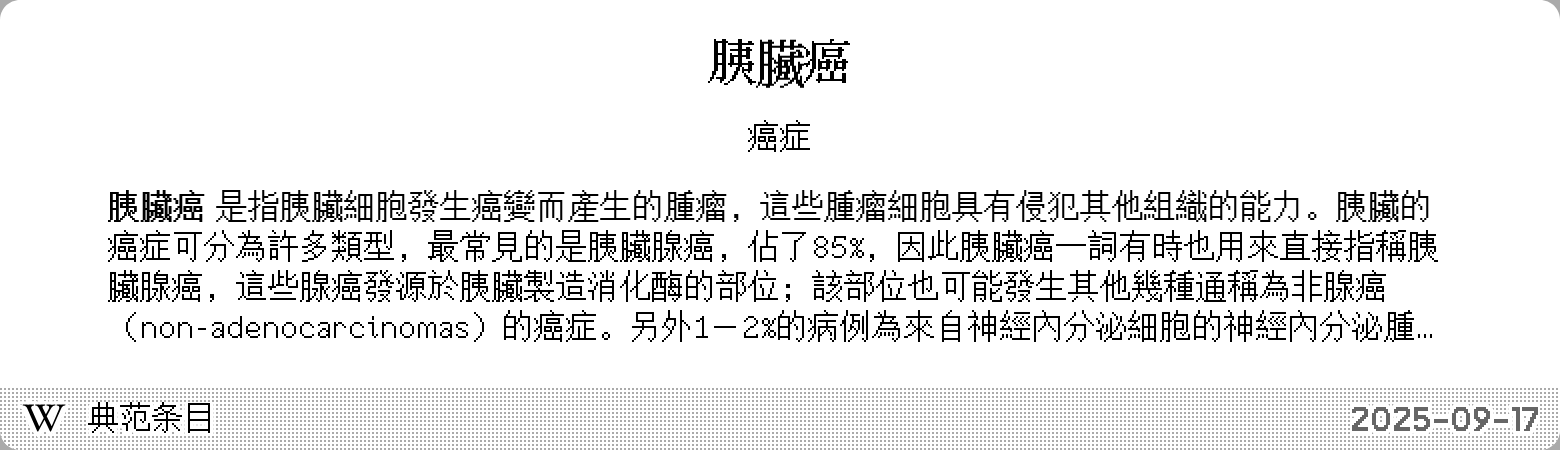 胰臟癌
癌症
胰臟癌 是指胰臟細胞發生癌變而產生的腫瘤，這些腫瘤細胞具有侵犯其他組織的能力。胰臟的
癌症可分為許多類型，最常見的是胰臟腺癌，佔了85%，因此胰臟癌一詞有時也用來直接指稱胰
臟腺癌，這些腺癌發源於胰臟製造消化酶的部位；該部位也可能發生其他幾種通稱為非腺癌
（non-adenocarcinomas）的癌症。另外1－2%的病例為來自神經內分泌細胞的神經內分泌腫…
W 典范条目
2025-09-17